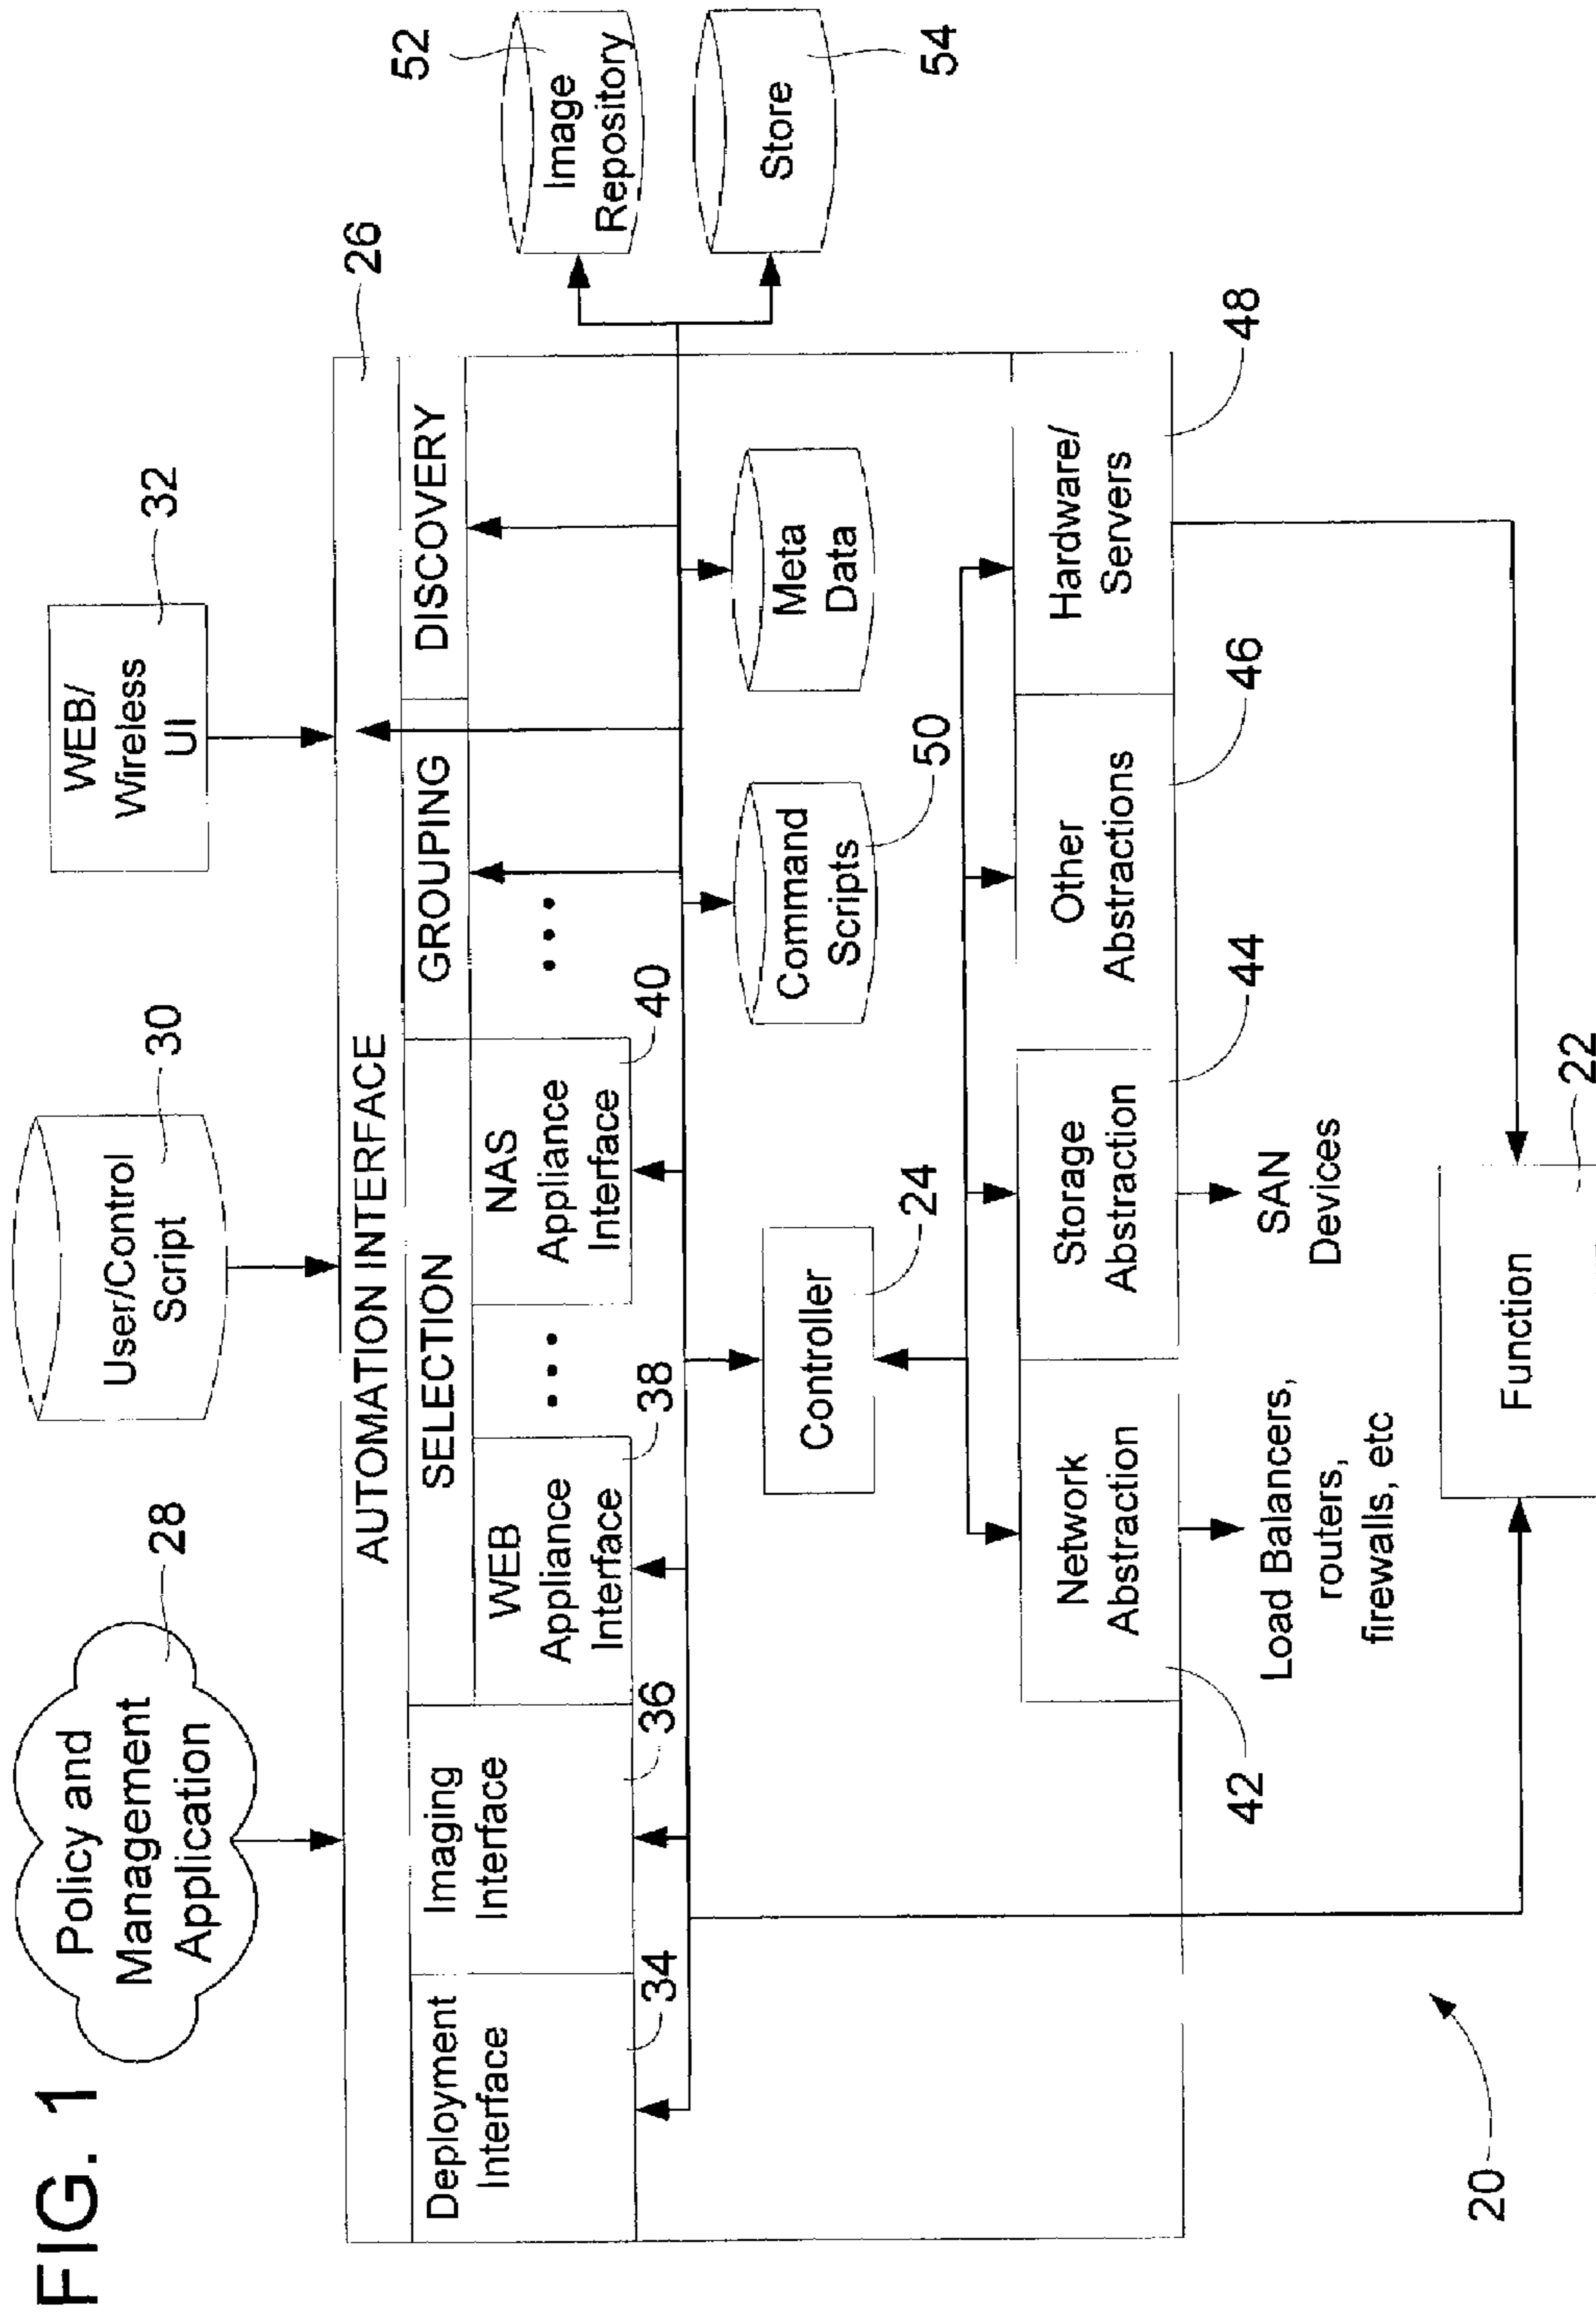 FIG. 1
Policy and
Management
Application
28
User/Control
Script
30
WEB/
Wireless
UI
32
AUTOMATION INTERFACE
26
Deployment
Interface
34
Imaging
Interface
36
SELECTION
GROUPING
DISCOVERY
WEB
Appliance
Interface
38
• • •
NAS
Appliance
Interface
40
• • •
52
Image
Repository
Store
54
Controller
24
Command
Scripts
50
Meta
Data
Network
Abstraction
42
Storage
Abstraction
44
Other
Abstractions
46
Hardware/
Servers
48
Load Balancers,
routers,
firewalls, etc
SAN
Devices
20
Function
22